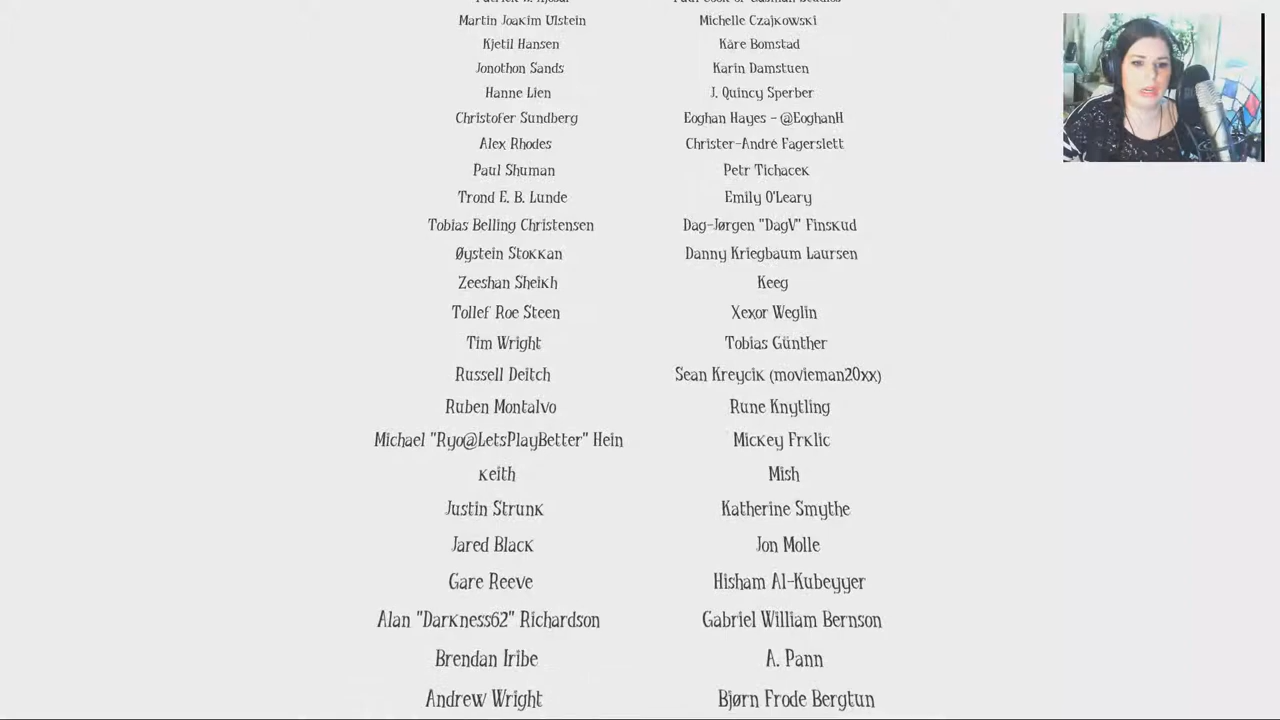 Martin Joakim Ulstein Michelle Czajkowski
Kjetil Hansen Kåre Bomstad
Jonothon Sands Karin Damstuen
Hanne Lien J. Quincy Sperber
Christofer Sundberg Eoghan Hayes - @EoghanH
Alex Rhodes Christer-André Fagerslett
Paul Shuman Petr Tichacek
Trond E. B. Lunde Emily O'Leary
Tobias Belling Christensen Dag-Jørgen "DagV" Finskud
Øystein Stokkan Danny Kriegbaum Laursen
Zeeshan Sheikh Keeg
Tollef Roe Steen Xexor Weglin
Tim Wright Tobias Günther
Russell Deitch Sean Kreycik (movieman20xx)
Ruben Montalvo Rune Knytling
Michael "Ryo@LetsPlayBetter" Hein Mickey Frklic
keith Mish
Justin Strunk Katherine Smythe
Jared Black Jon Molle
Gare Reeve Hisham Al-Kubeyyer
Alan "Darkness62" Richardson Gabriel William Bernson
Brendan Iribe A. Pann
Andrew Wright Bjørn Frode Bergtun